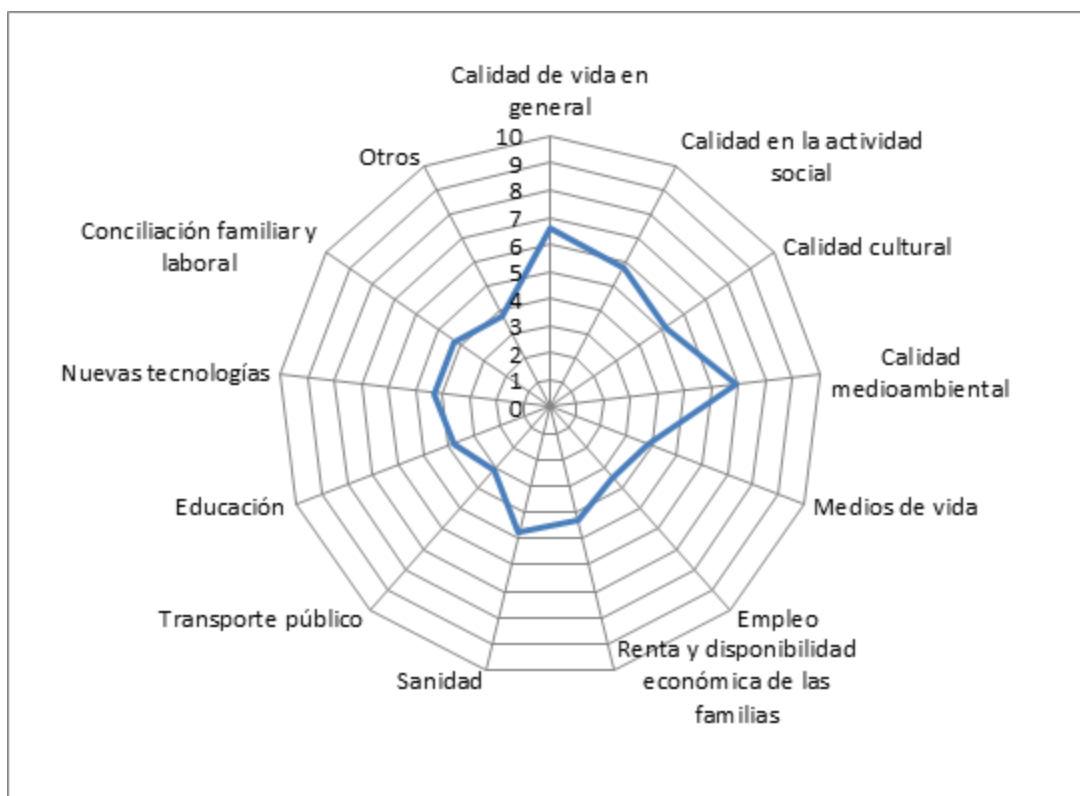 Calidad de vida en
general
10
9
8
7
6
5
4
3
2
1
0
Calidad en la actividad
social
Calidad cultural
Calidad
medioambiental
Medios de vida
Empleo
Renta y disponibilidad
económica de las
familias
Sanidad
Transporte público
Educación
Nuevas tecnologías
Conciliación familiar y
laboral
Otros